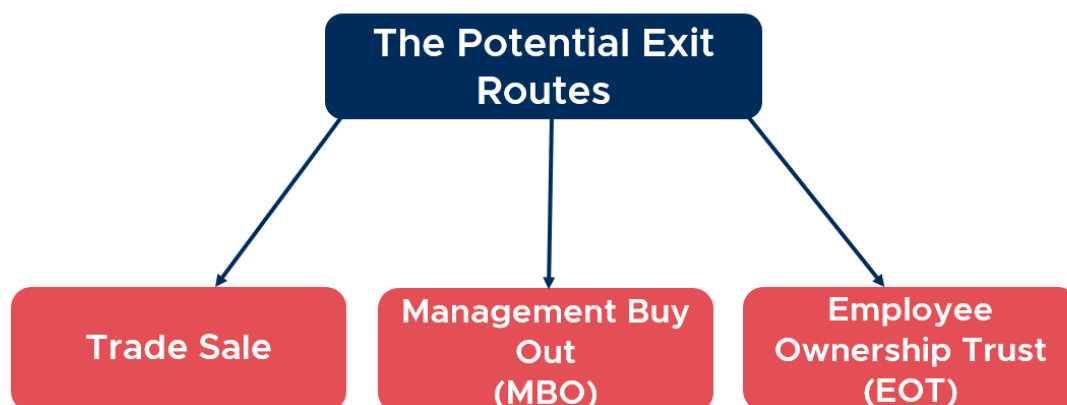 The Potential Exit
Routes
Trade Sale
Management Buy
Out
(MBO)
Employee
Ownership Trust
(EOT)